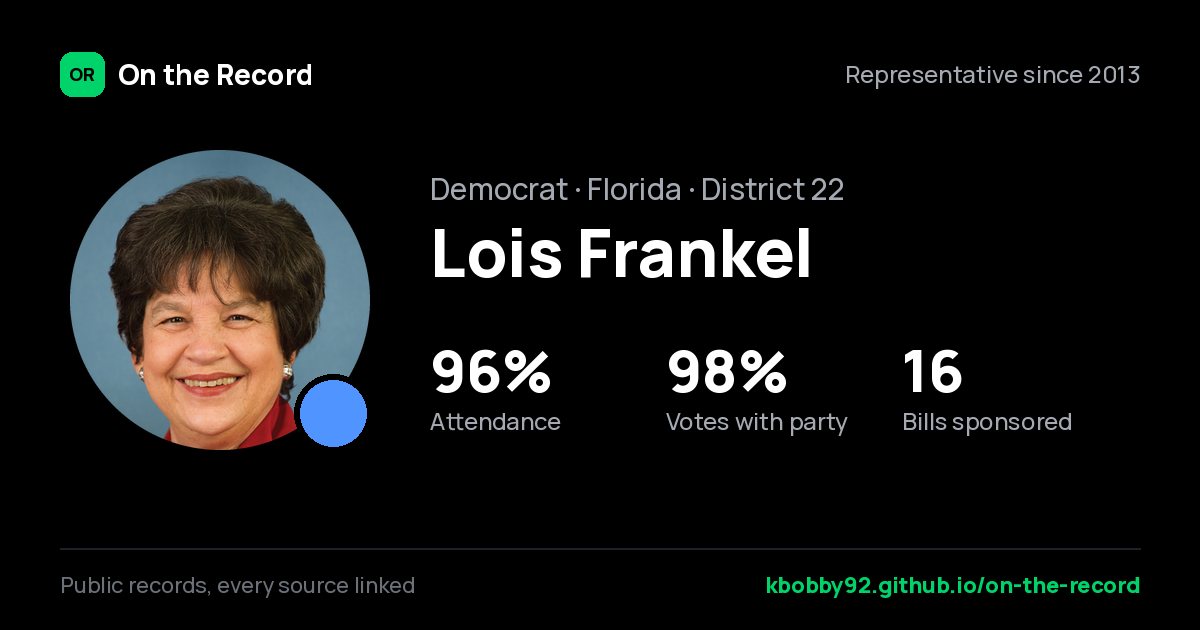 OR On the Record
Representative since 2013
Democrat · Florida · District 22
Lois Frankel
96% 98% 16
Attendance Votes with party Bills sponsored
Public records, every source linked
kbobby92.github.io/on-the-record